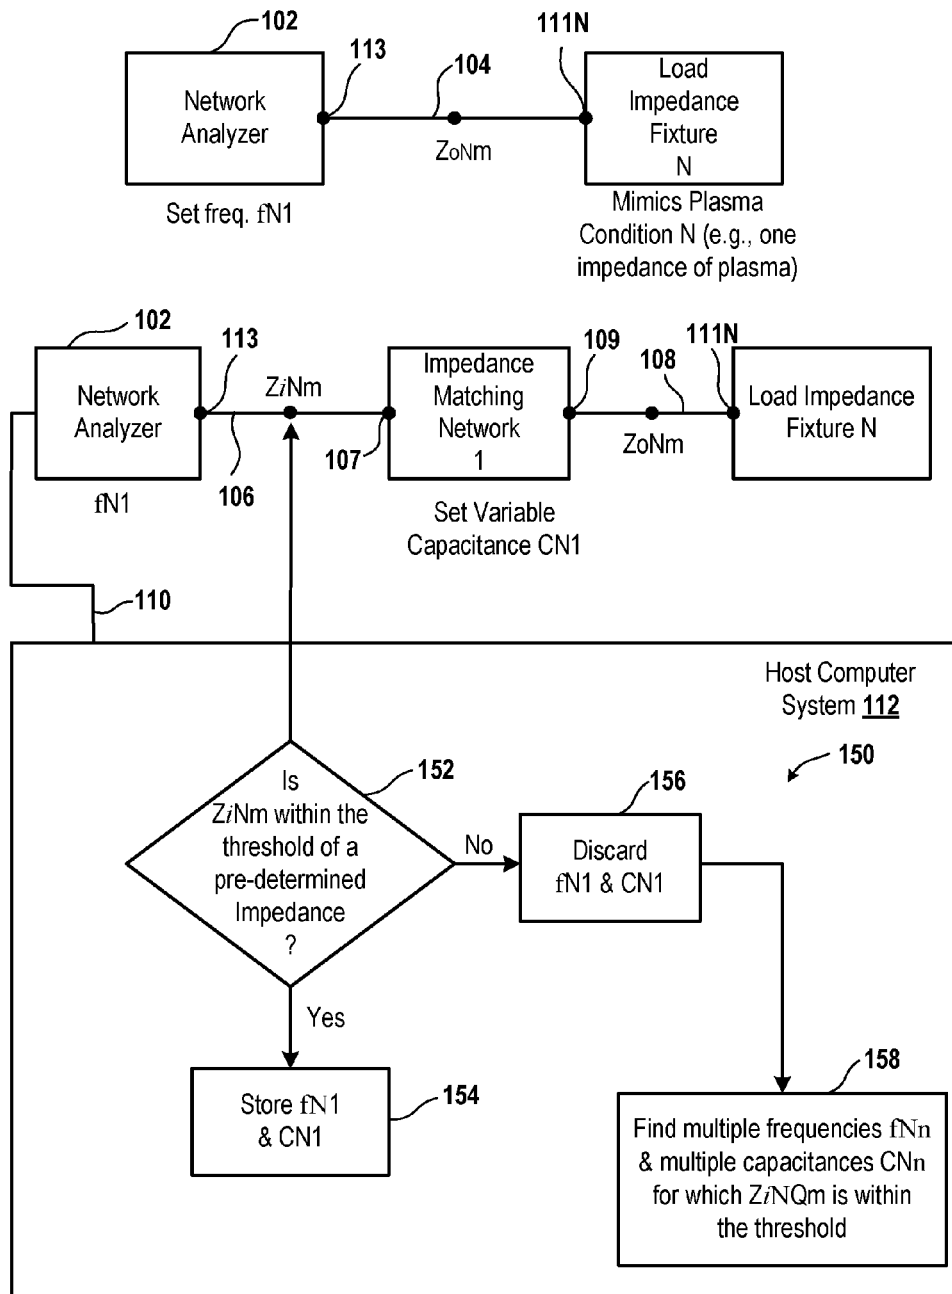 102
113
104
111N
Network
Analyzer
ZoNm
Load
Impedance
Fixture
N
Set freq. fN1
Mimics Plasma
Condition N (e.g., one
impedance of plasma)
102
113
ZiNm
109
108
111N
Network
Analyzer
Impedance
Matching
Network
1
Load Impedance
Fixture N
106
107
ZoNm
fN1
Set Variable
Capacitance CN1
110
Host Computer
System 112
150
152
Is
ZiNm within the
threshold of a
pre-determined
Impedance
?
No
156
Discard
fN1 & CN1
Yes
Store fN1
& CN1
154
158
Find multiple frequencies fNn
& multiple capacitances CNn
for which ZiNQm is within
the threshold